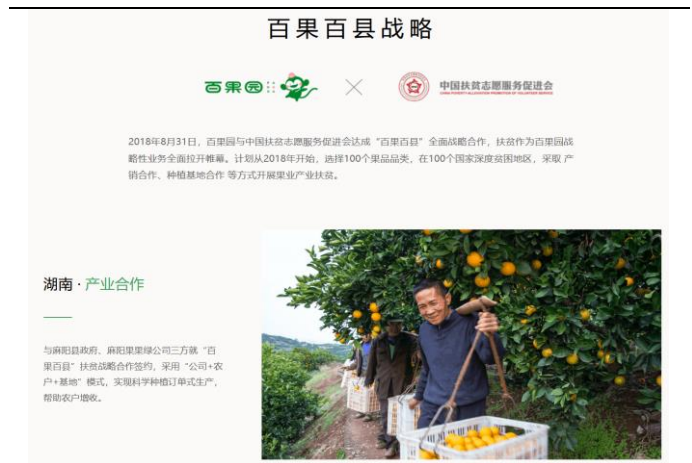 百果百县战略
百果园
中国扶贫志愿服务促进会
CHINA POVERTY ALLEVIATION PROMOTION OF VOLUNTEER SERVICE
2018年8月31日，百果园与中国扶贫志愿服务促进会达成“百果百县”全面战略合作，扶贫作为百果园战
略性业务全面拉开帷幕。计划从2018年开始，选择100个果品品类，在100个国家深度贫困地区，采取 产
销合作、种植基地合作 等方式开展果业产业扶贫。
湖南 · 产业合作
与麻阳县政府、麻阳果里绿公司三方就“百
果百县”扶贫战略合作签约，采用“公司+农
户+基地”模式，实现科学种植订单式生产，
帮助农户增收。